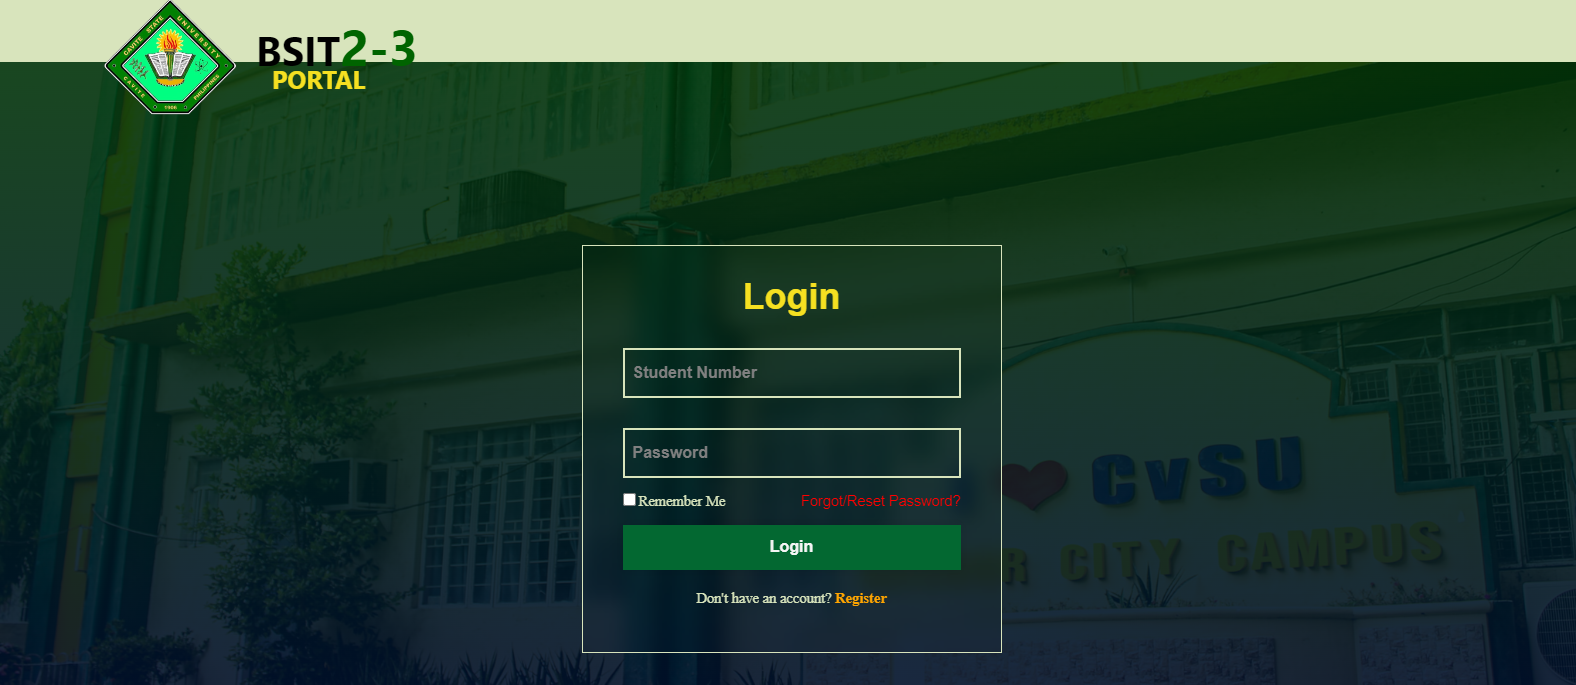 CAVITE STATE UNIVERSITY
CAVITE PHILIPPINES
1906
BSIT2-3
PORTAL
Login
Student Number
Password
Remember Me
Forgot/Reset Password?
Login
Don't have an account? Register
CvSU
R CITY CAMPUS